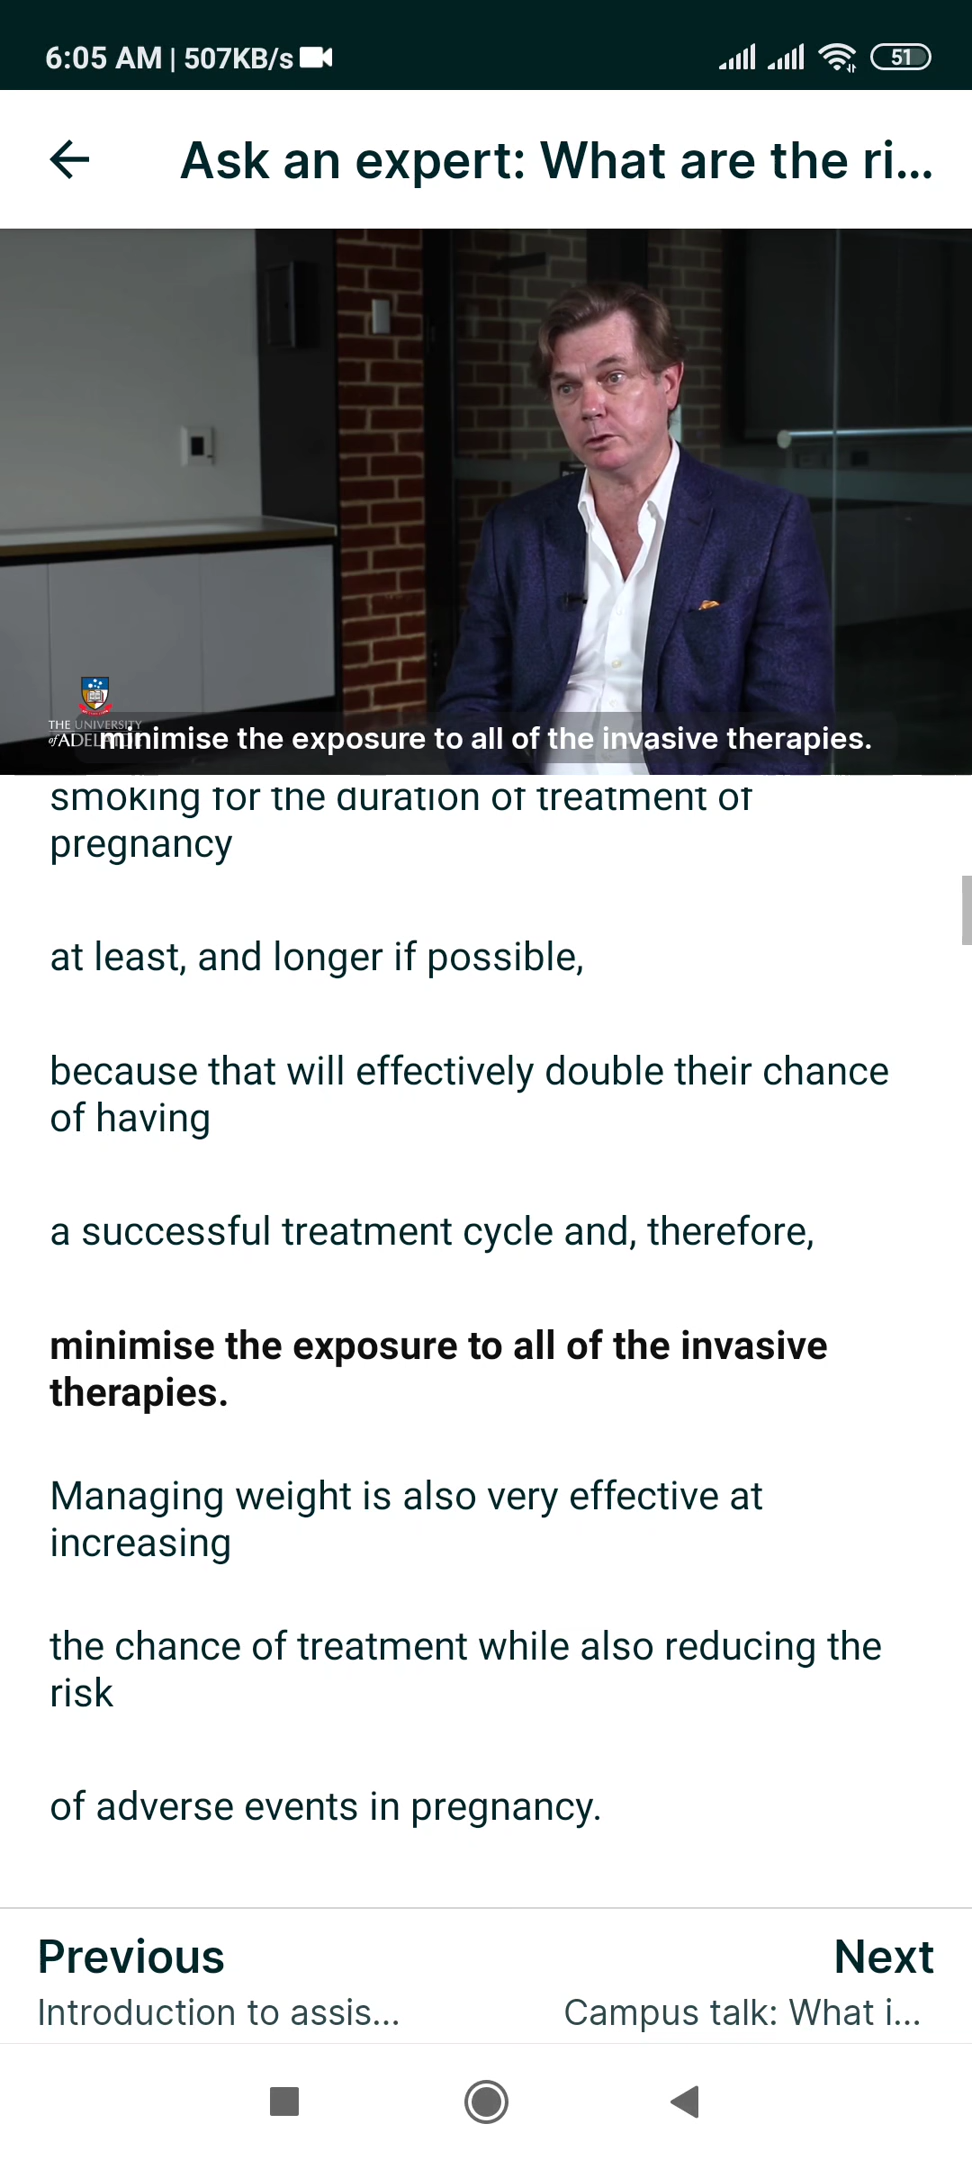 6:05 AM | 507KB/s
51
Ask an expert: What are the ri...
THE UNIVERSITY
minimise the exposure to all of the invasive therapies.
smoking for the duration of treatment of
pregnancy
at least, and longer if possible,
because that will effectively double their chance
of having
a successful treatment cycle and, therefore,
minimise the exposure to all of the invasive
therapies.
Managing weight is also very effective at
increasing
the chance of treatment while also reducing the
risk
of adverse events in pregnancy.
Previous
Next
Introduction to assis...
Campus talk: What i...